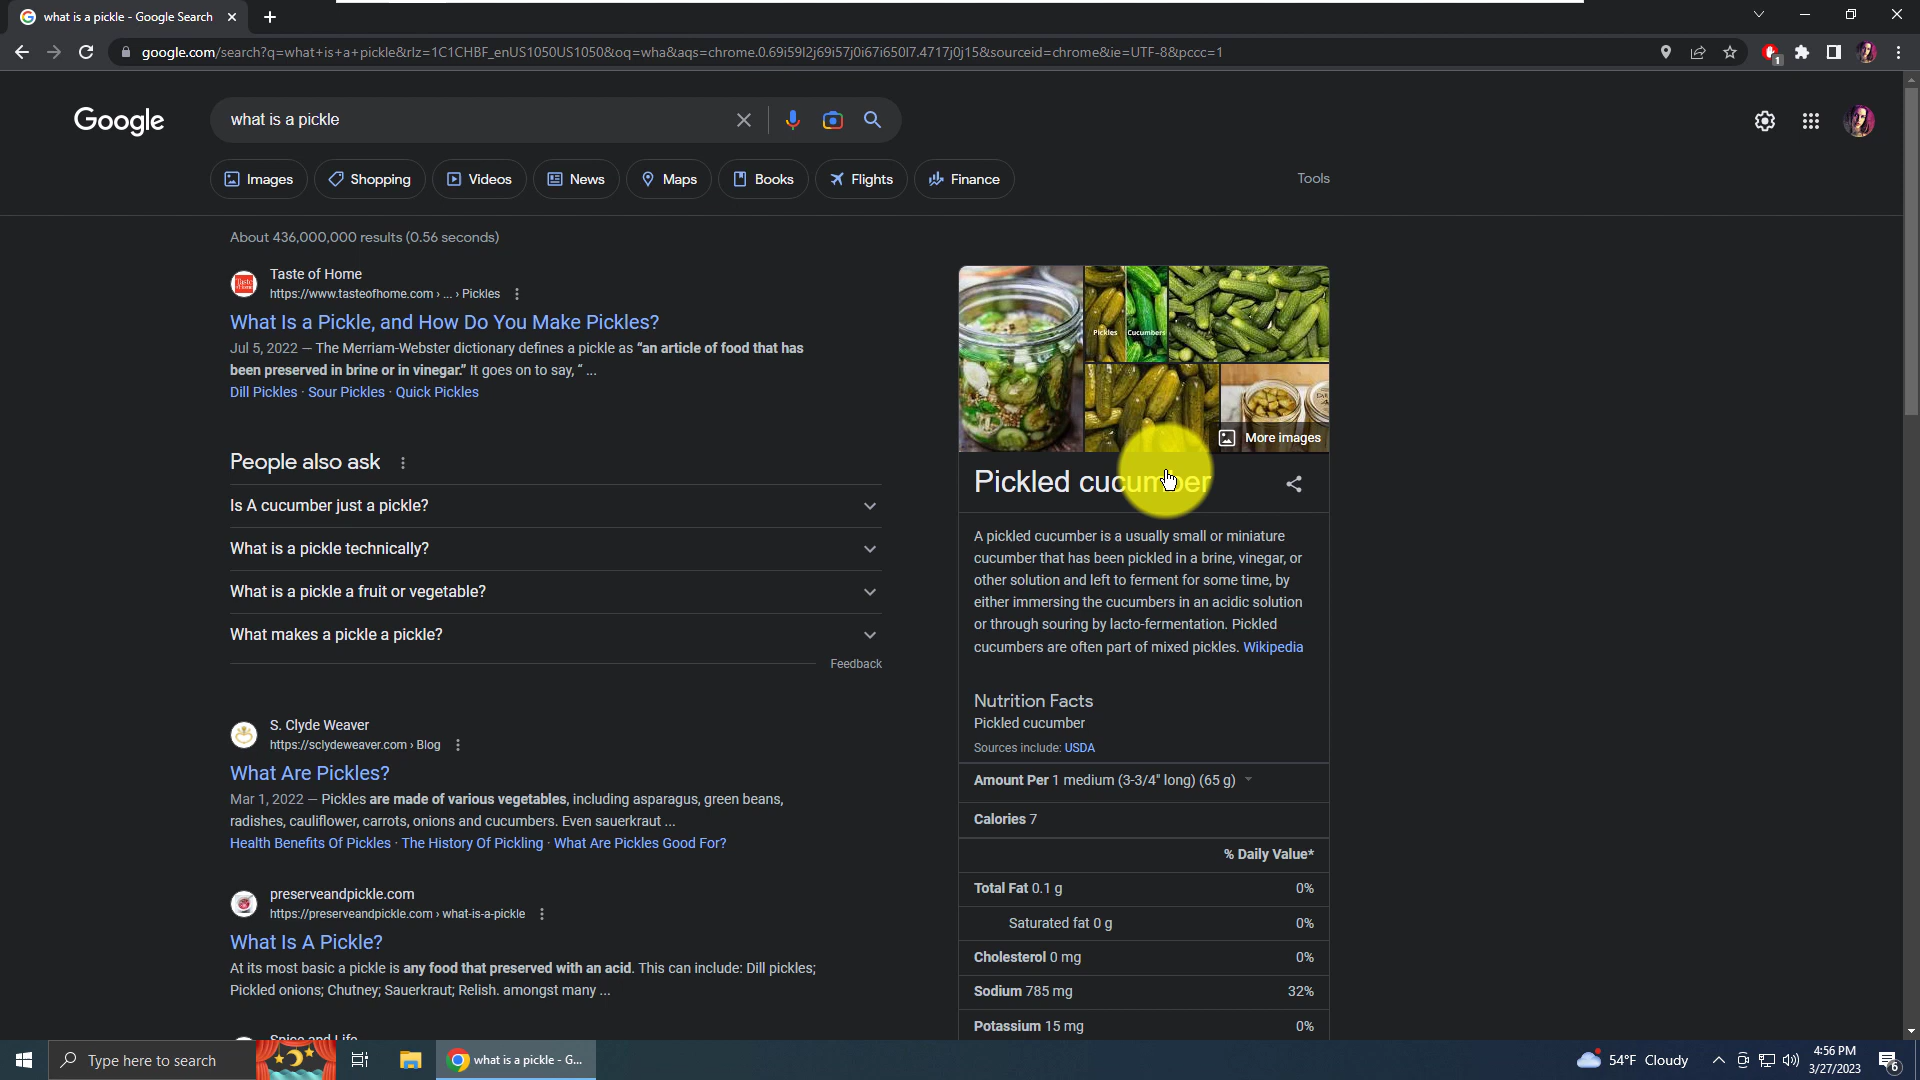 what is a pickle - Google Search
google.com/search?q=what+is+a+pickle&rlz=1C1CHBF_enUS1050US1050&oq=wha&aqs=chrome.0.69i59l2j69i57j0i67i650l7.4717j0j15&sourceid=chrome&ie=UTF-8&pccc=1
1
Google
what is a pickle
Images
Shopping
Videos
News
Maps
Books
Flights
Finance
Tools
About 436,000,000 results (0.56 seconds)
Taste of Home
https://www.tasteofhome.com › ... › Pickles
What Is a Pickle, and How Do You Make Pickles?
Jul 5, 2022 — The Merriam-Webster dictionary defines a pickle as “an article of food that has
been preserved in brine or in vinegar.” It goes on to say, “ ...
Dill Pickles · Sour Pickles · Quick Pickles
People also ask
Is A cucumber just a pickle?
What is a pickle technically?
What is a pickle a fruit or vegetable?
What makes a pickle a pickle?
Feedback
S. Clyde Weaver
https://sclydeweaver.com › Blog
What Are Pickles?
Mar 1, 2022 — Pickles are made of various vegetables, including asparagus, green beans,
radishes, cauliflower, carrots, onions and cucumbers. Even sauerkraut ...
Health Benefits Of Pickles · The History Of Pickling · What Are Pickles Good For?
preserveandpickle.com
https://preserveandpickle.com › what-is-a-pickle
What Is A Pickle?
At its most basic a pickle is any food that preserved with an acid. This can include: Dill pickles;
Pickled onions; Chutney; Sauerkraut; Relish. amongst many ...
Spice and Life
Pickles
Cucumbers
More images
Pickled cucumber
A pickled cucumber is a usually small or miniature
cucumber that has been pickled in a brine, vinegar, or
other solution and left to ferment for some time, by
either immersing the cucumbers in an acidic solution
or through souring by lacto-fermentation. Pickled
cucumbers are often part of mixed pickles. Wikipedia
Nutrition Facts
Pickled cucumber
Sources include: USDA
Amount Per 1 medium (3-3/4" long) (65 g)
Calories 7
% Daily Value*
Total Fat 0.1 g 0%
Saturated fat 0 g 0%
Cholesterol 0 mg 0%
Sodium 785 mg 32%
Potassium 15 mg 0%
Type here to search
what is a pickle - G...
54°F Cloudy
4:56 PM
3/27/2023
6